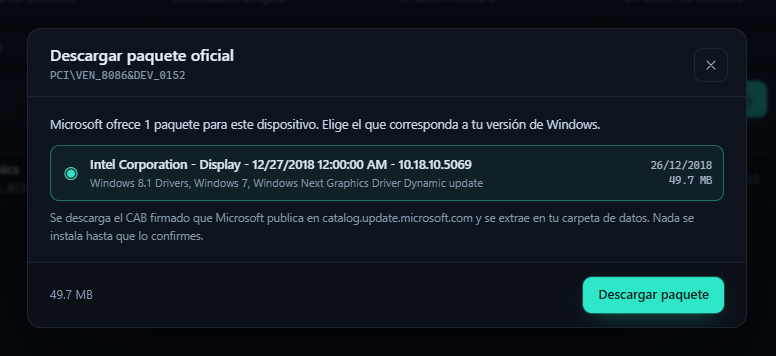 Descargar paquete oficial
PCI\VEN_8086&DEV_0152
Microsoft ofrece 1 paquete para este dispositivo. Elige el que corresponda a tu versión de Windows.
Intel Corporation - Display - 12/27/2018 12:00:00 AM - 10.18.10.5069
26/12/2018
Windows 8.1 Drivers, Windows 7, Windows Next Graphics Driver Dynamic update
49.7 MB
Se descarga el CAB firmado que Microsoft publica en catalog.update.microsoft.com y se extrae en tu carpeta de datos. Nada se
instala hasta que lo confirmes.
49.7 MB
Descargar paquete